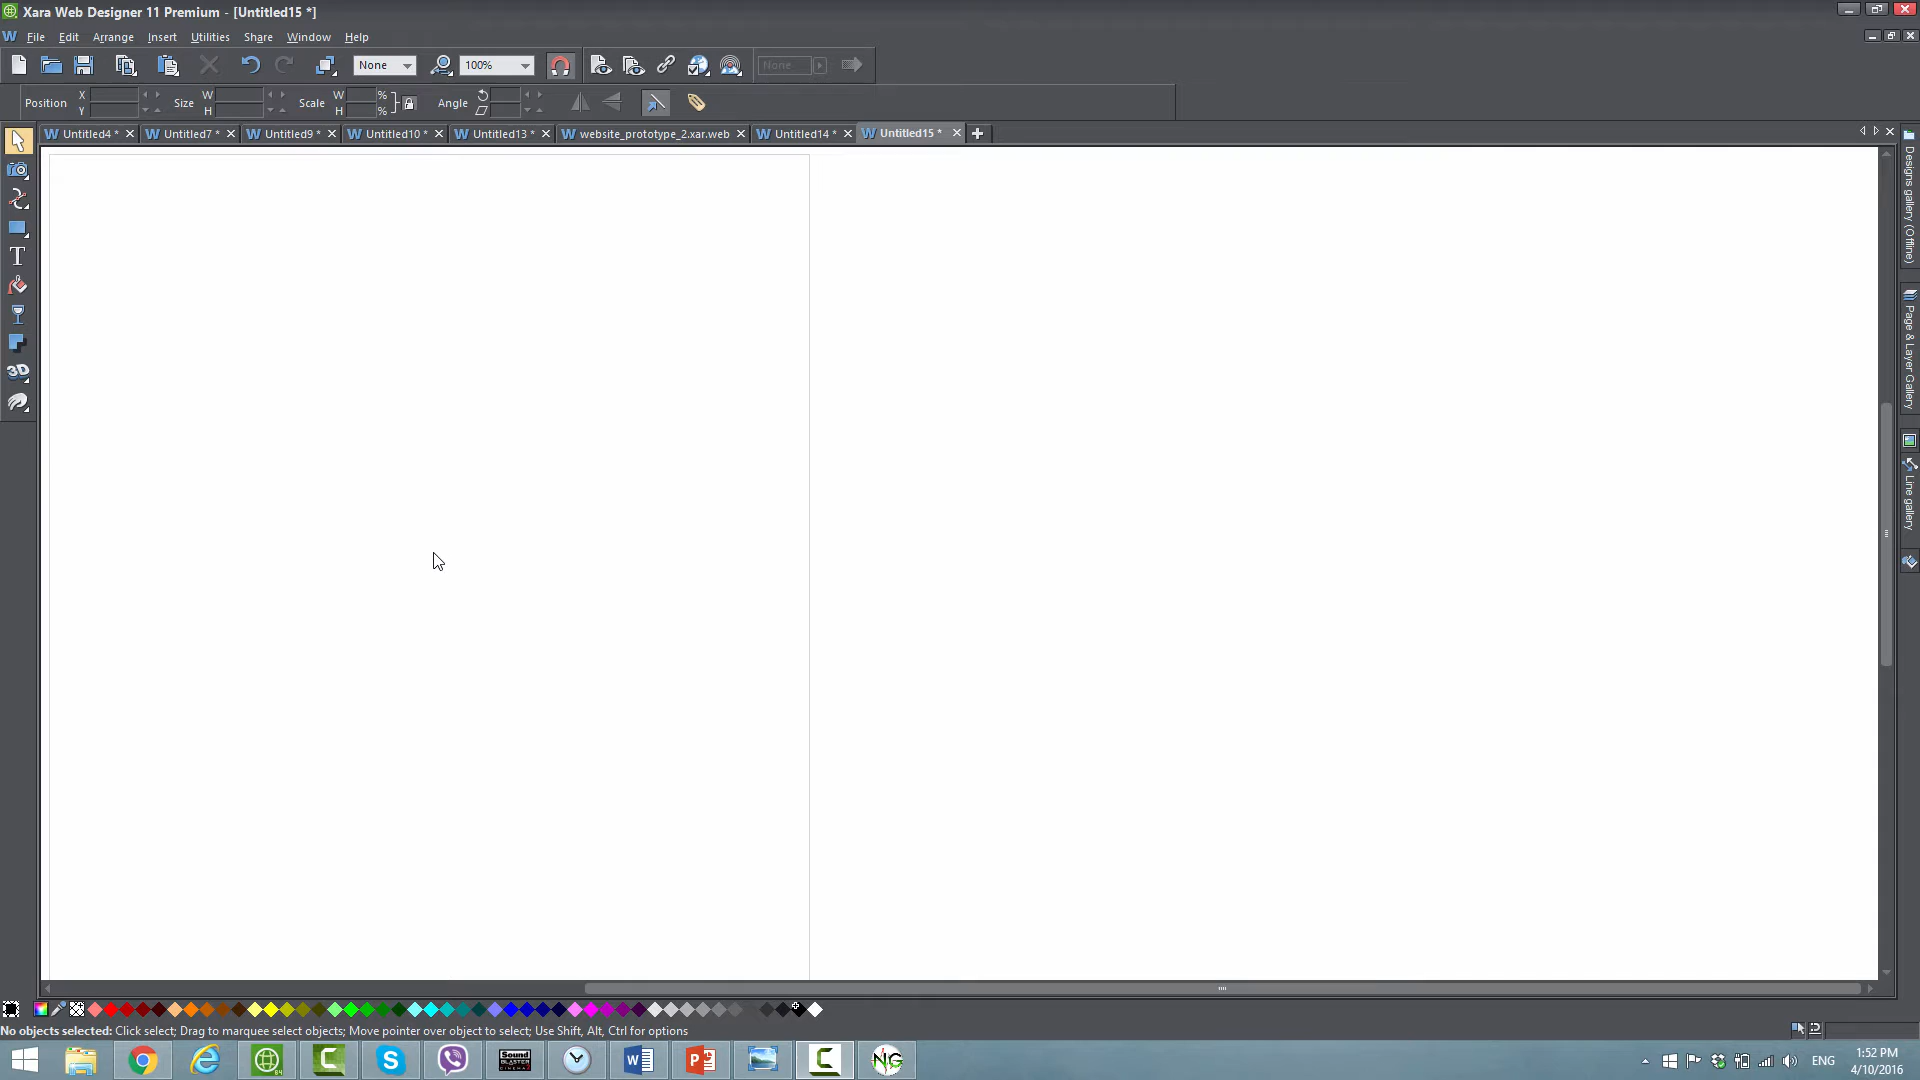 Xara Web Designer 11 Premium - [Untitled15 *]
File Edit Arrange Insert Utilities Share Window Help
None 100% None
Position X Y Size W H Scale W H % % Angle
Untitled4 * Untitled7 * Untitled9 * Untitled10 * Untitled13 * website_prototype_2.xar.web Untitled14 * Untitled15 *
T
3D
Designs gallery (Offline)
Page & Layer Gallery
Line gallery
No objects selected: Click select; Drag to marquee select objects; Move pointer over object to select; Use Shift, Alt, Ctrl for options
ENG
1:52 PM
4/10/2016